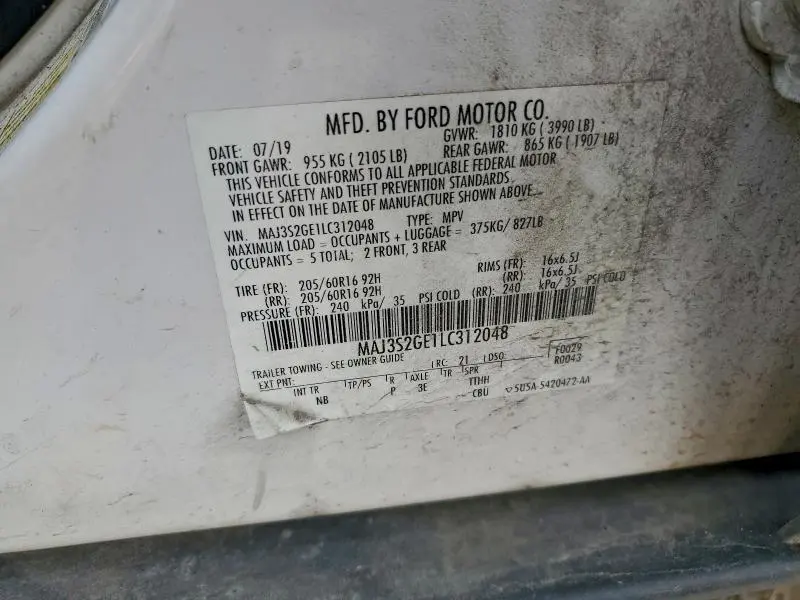 MFD. BY FORD MOTOR CO.
DATE: 07/19 GVWR: 1810 KG ( 3990 LB)
FRONT GAWR: 955 KG ( 2105 LB) REAR GAWR: 865 KG ( 1907 LB)
THIS VEHICLE CONFORMS TO ALL APPLICABLE FEDERAL MOTOR
VEHICLE SAFETY AND THEFT PREVENTION STANDARDS
IN EFFECT ON THE DATE OF MANUFACTURE SHOWN ABOVE.
VIN: MAJ3S2GE1LC312048 TYPE: MPV
MAXIMUM LOAD = OCCUPANTS + LUGGAGE = 375KG/ 827LB
OCCUPANTS = 5 TOTAL; 2 FRONT, 3 REAR
TIRE (FR): 205/60R16 92H RIMS (FR): 16x6.5J
(RR): 205/60R16 92H (RR): 16x6.5J
PRESSURE (FR): 240 kPa/ 35 PSI COLD (RR): 240 kPa/ 35 PSI COLD
MAJ3S2GE1LC312048
TRAILER TOWING - SEE OWNER GUIDE
EXT PNT: RC: 21 DSO: F0029
R0043
INT TR TP/PS R AXLE TR SPR
NB P 3E TTHH
CBU 5U5A 5420472-AA